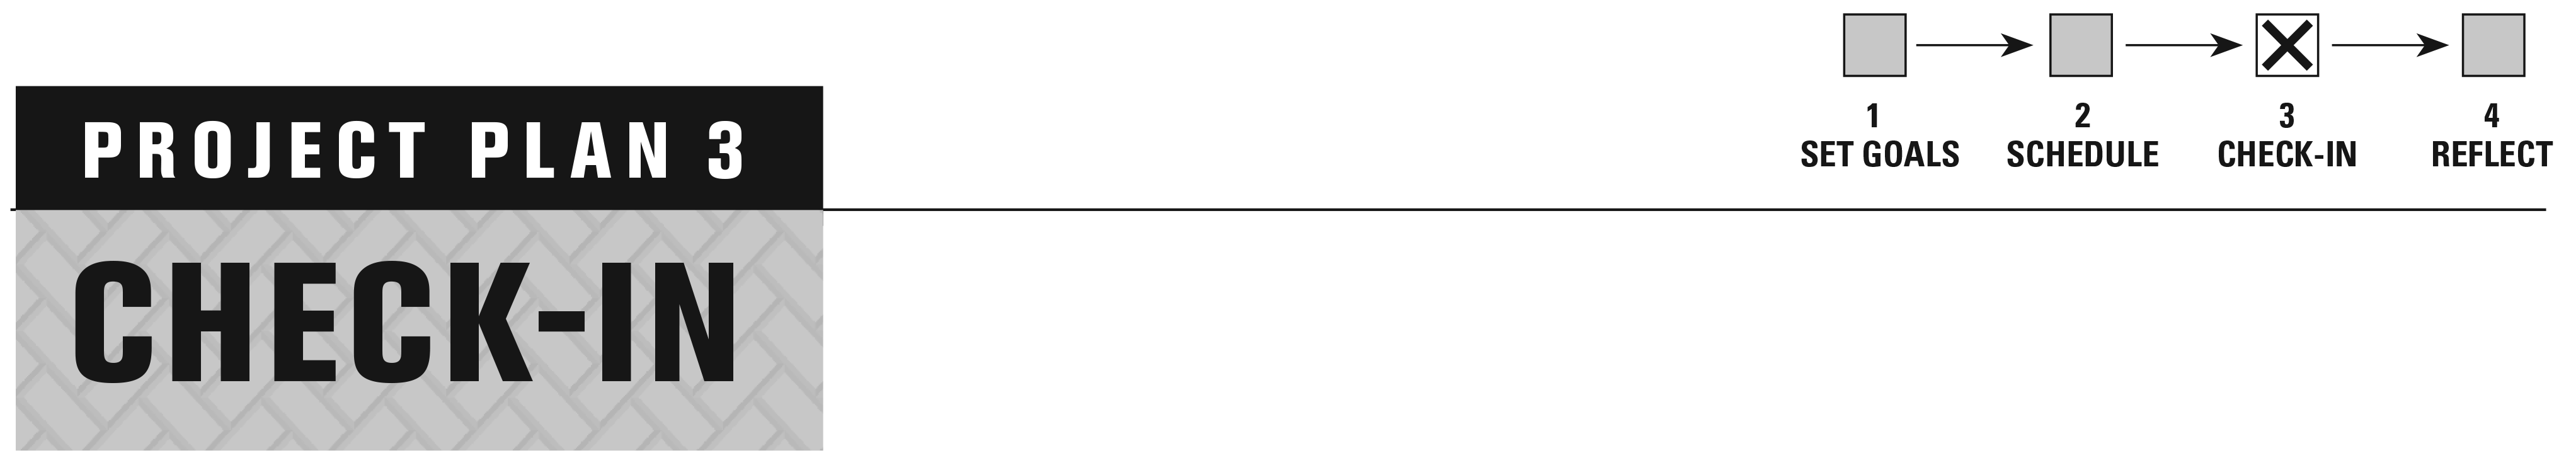 PROJECT PLAN 3
CHECK-IN
1
SET GOALS
2
SCHEDULE
3
CHECK-IN
4
REFLECT